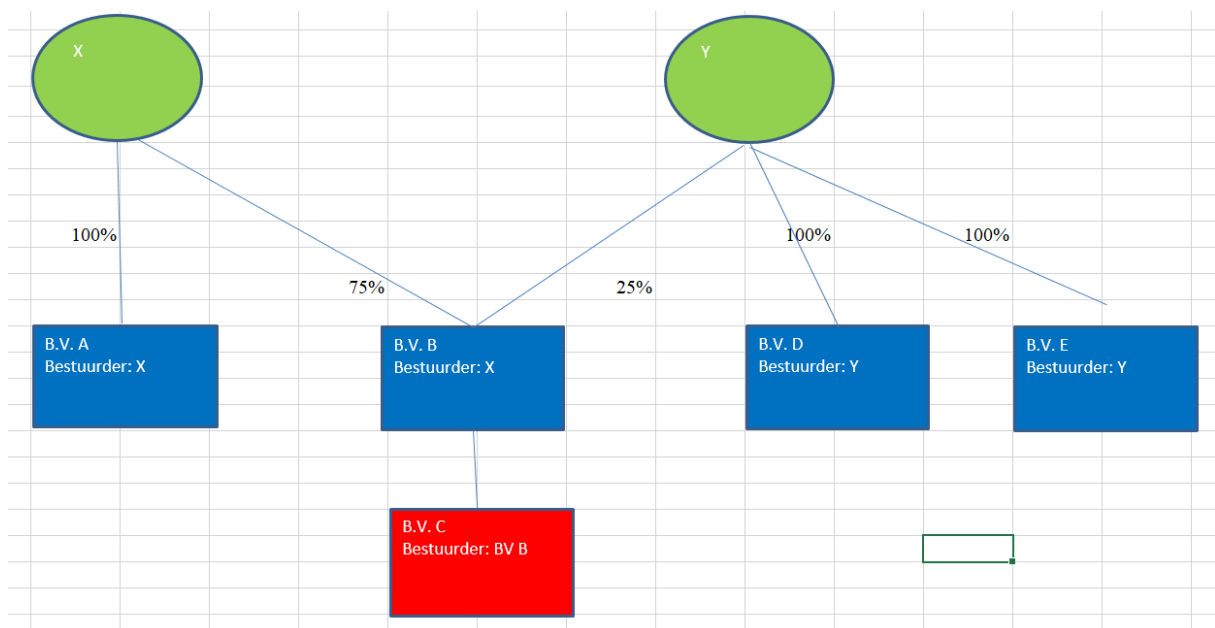 X
Y
100%
100%
100%
75%
25%
B.V. A
Bestuurder: X
B.V. B
Bestuurder: X
B.V. D
Bestuurder: Y
B.V. E
Bestuurder: Y
B.V. C
Bestuurder: BV B